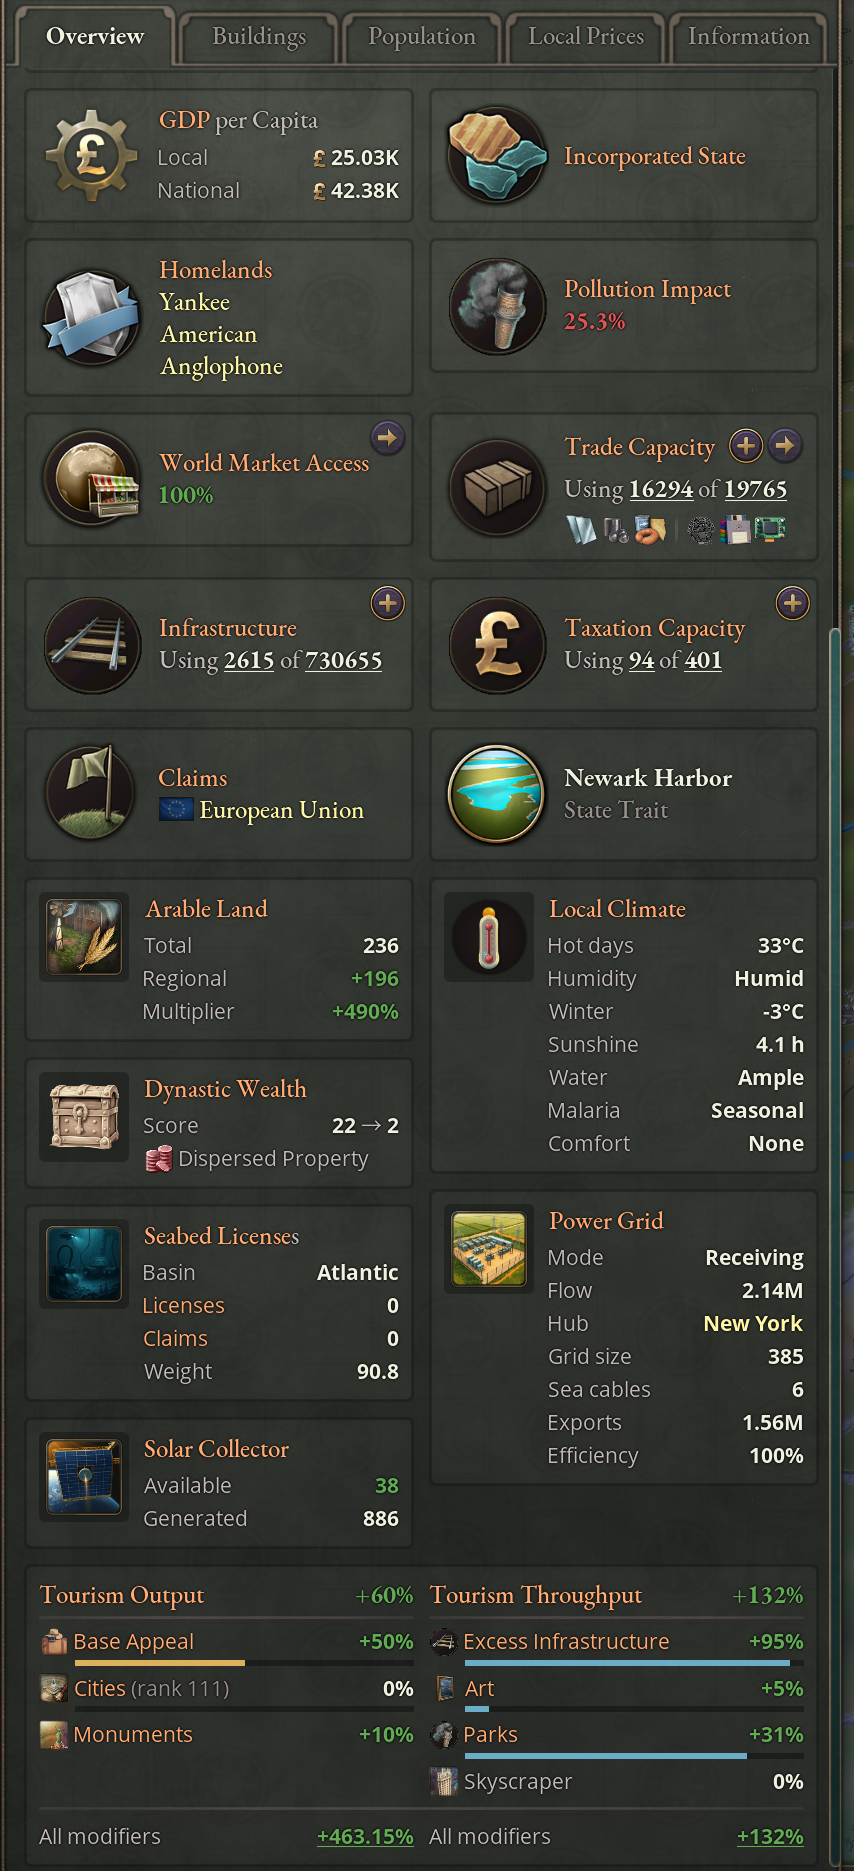 Overview
Buildings
Population
Local Prices
Information
GDP per Capita
Local £ 25.03K
National £ 42.38K
Incorporated State
Homelands
Yankee
American
Anglophone
Pollution Impact
25.3%
World Market Access
100%
Trade Capacity
Using 16294 of 19765
Infrastructure
Using 2615 of 730655
Taxation Capacity
Using 94 of 401
Claims
European Union
Newark Harbor
State Trait
Arable Land
Total 236
Regional +196
Multiplier +490%
Local Climate
Hot days 33°C
Humidity Humid
Winter -3°C
Sunshine 4.1 h
Water Ample
Malaria Seasonal
Comfort None
Dynastic Wealth
Score 22 → 2
Dispersed Property
Seabed Licenses
Basin Atlantic
Licenses 0
Claims 0
Weight 90.8
Power Grid
Mode Receiving
Flow 2.14M
Hub New York
Grid size 385
Sea cables 6
Exports 1.56M
Efficiency 100%
Solar Collector
Available 38
Generated 886
Tourism Output +60%
Base Appeal +50%
Cities (rank 111) 0%
Monuments +10%
All modifiers +463.15%
Tourism Throughput +132%
Excess Infrastructure +95%
Art +5%
Parks +31%
Skyscraper 0%
All modifiers +132%